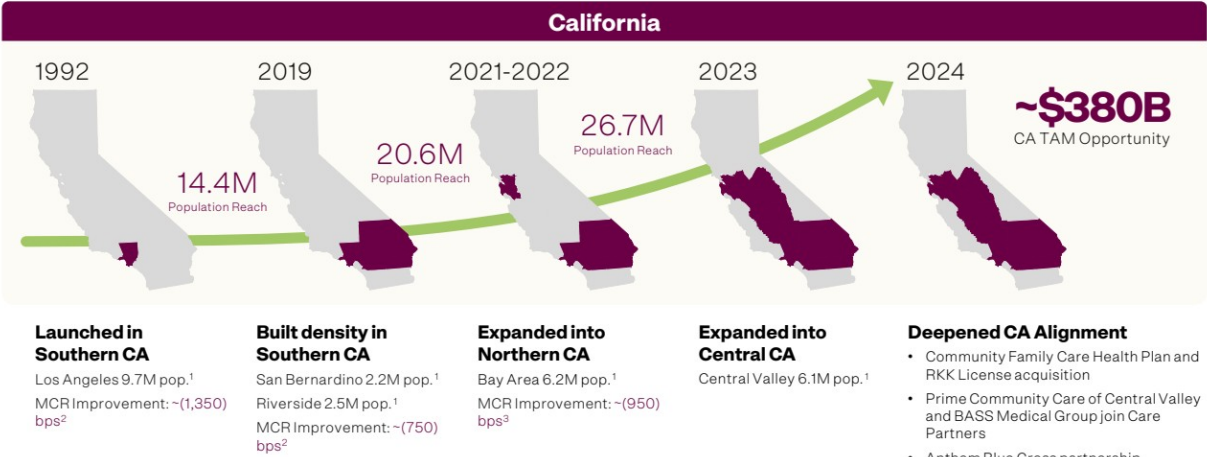 California
1992
2019
2021-2022
2023
2024
~$380B
CA TAM Opportunity
26.7M
Population Reach
20.6M
Population Reach
14.4M
Population Reach
Launched in
Southern CA
Los Angeles 9.7M pop.¹
MCR Improvement: ~(1,350)
bps²
Built density in
Southern CA
San Bernardino 2.2M pop.¹
Riverside 2.5M pop.¹
MCR Improvement: ~(750)
bps²
Expanded into
Northern CA
Bay Area 6.2M pop.¹
MCR Improvement: ~(950)
bps³
Expanded into
Central CA
Central Valley 6.1M pop.¹
Deepened CA Alignment
• Community Family Care Health Plan and
RKK License acquisition
• Prime Community Care of Central Valley
and BASS Medical Group join Care
Partners
• Anthem Blue Cross partnership